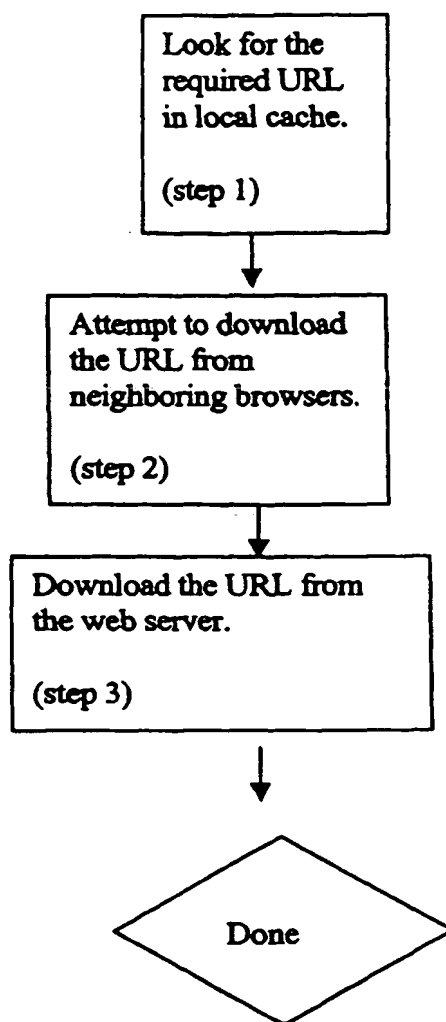 Look for the
required URL
in local cache.
(step 1)
Attempt to download
the URL from
neighboring browsers.
(step 2)
Download the URL from
the web server.
(step 3)
Done